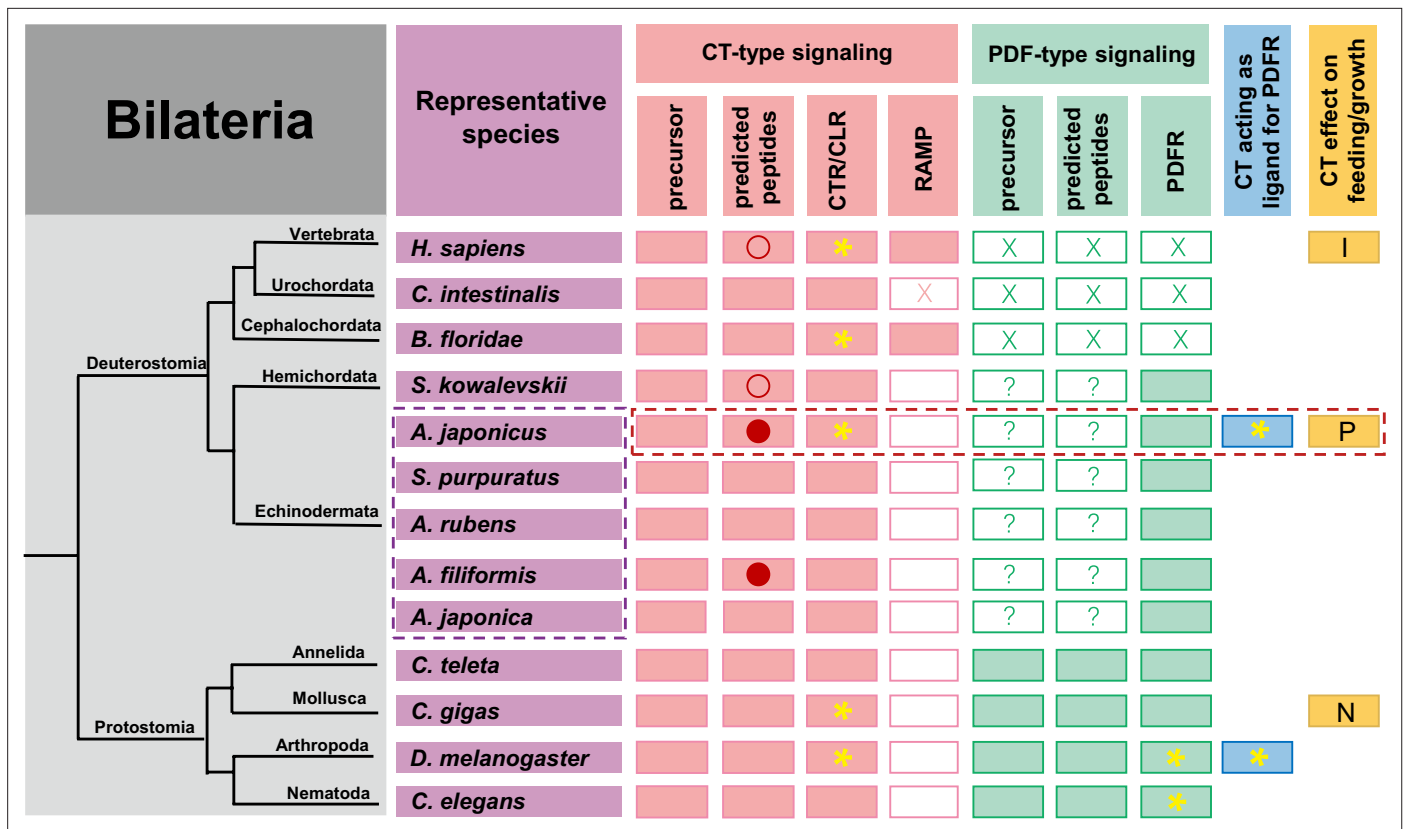 Bilateria
Representative
species
CT-type signaling
PDF-type signaling
CT acting as
ligand for PDFR
CT effect on
feeding/growth
precursor
predicted
peptides
CTR/CLR
RAMP
precursor
predicted
peptides
PDFR
Vertebrata
H. sapiens
X X X
I
Urochordata
C. intestinalis
X X X X
Cephalochordata
B. floridae
X X X
Deuterostomia
Hemichordata
S. kowalevskii
? ?
A. japonicus
? ?
P
S. purpuratus
? ?
Echinodermata
A. rubens
? ?
A. filiformis
? ?
A. japonica
? ?
Annelida
C. teleta
Mollusca
C. gigas
N
Protostomia
Arthropoda
D. melanogaster
Nematoda
C. elegans